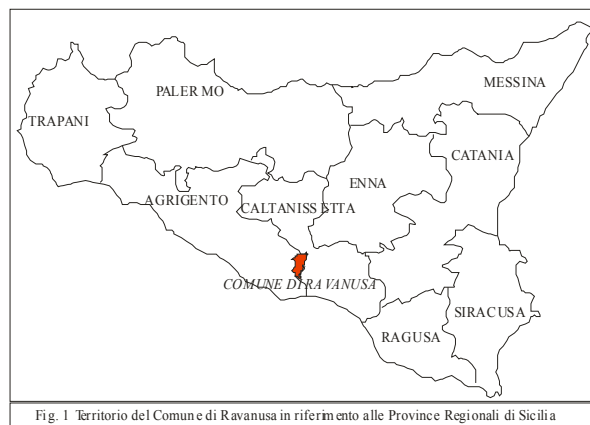 PALERMO
MESSINA
TRAPANI
CATANIA
ENNA
AGRIGENTO
CALTANISSETTA
COMUNE DI RAVANUSA
SIRACUSA
RAGUSA
Fig. 1 Territorio del Comune di Ravanusa in riferimento alle Province Regionali di Sicilia